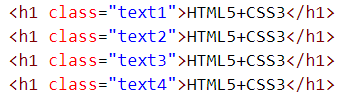 <h1 class="text1">HTML5+CSS3</h1>
<h1 class="text2">HTML5+CSS3</h1>
<h1 class="text3">HTML5+CSS3</h1>
<h1 class="text4">HTML5+CSS3</h1>